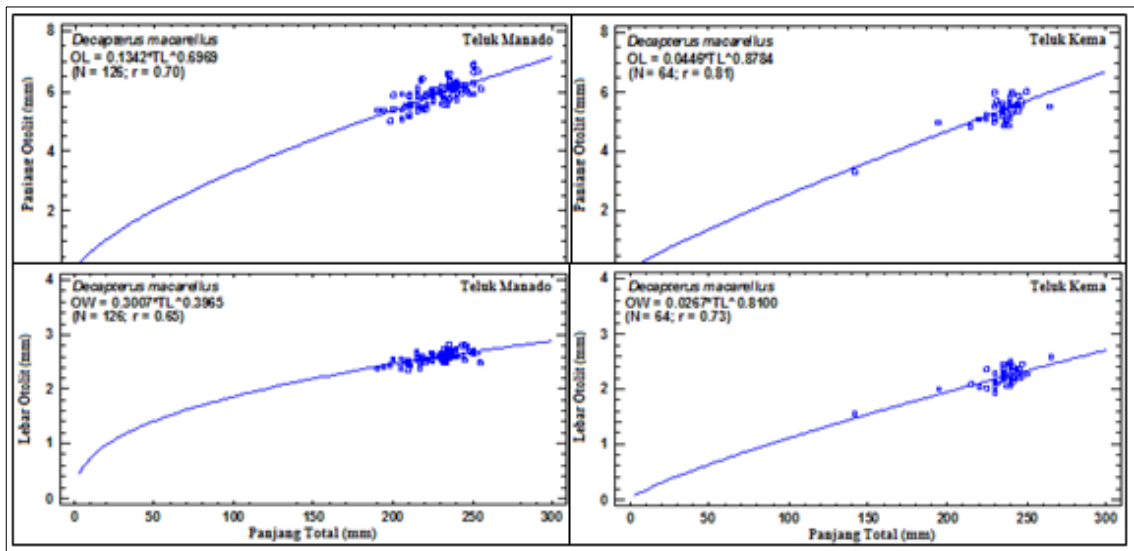 Decapterus macarellus
OL = 0.1342*TL^0.6969
(N = 126; r = 0.70)
Teluk Manado
Panjang Otolit (mm)
8
6
4
2
Decapterus macarellus
OL = 0.0446*TL^0.8784
(N = 64; r = 0.81)
Teluk Kema
Panjang Otolit (mm)
8
6
4
2
Decapterus macarellus
OW = 0.3007*TL^0.3965
(N = 126; r = 0.65)
Teluk Manado
Lebar Otolit (mm)
4
3
2
1
0
0 50 100 150 200 250 300
Panjang Total (mm)
Decapterus macarellus
OW = 0.0267*TL^0.8100
(N = 64; r = 0.73)
Teluk Kema
Lebar Otolit (mm)
4
3
2
1
0
0 50 100 150 200 250 300
Panjang Total (mm)